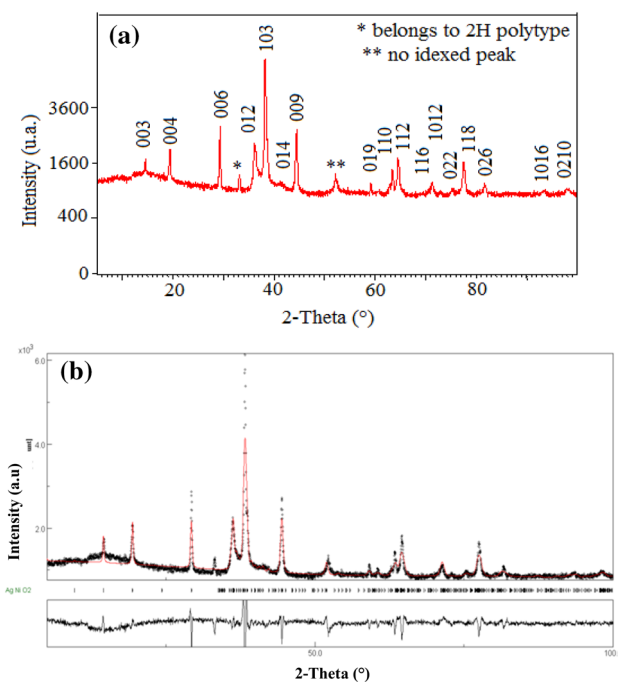 (a)
* belongs to 2H polytype
** no idexed peak
103
006
012
009
003
004
014
*
**
019
110
112
1012
116
022
118
026
1016
0210
3600
1600
400
0
Intensity (u.a.)
20 40 60 80
2-Theta (°)
x10³
(b)
6.0
4.0
2.0
Intensity (a.u)
Ag Ni O2
50.0 100.
2-Theta (°)